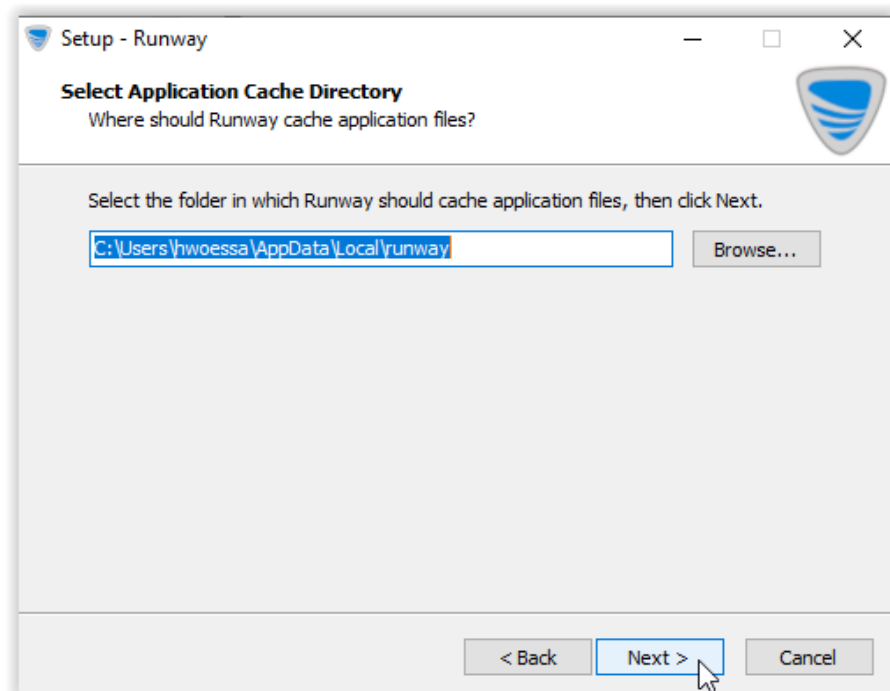 Setup - Runway
Select Application Cache Directory
Where should Runway cache application files?
Select the folder in which Runway should cache application files, then click Next.
C:\Users\hwoessa\AppData\Local\runway
Browse...
< Back
Next >
Cancel